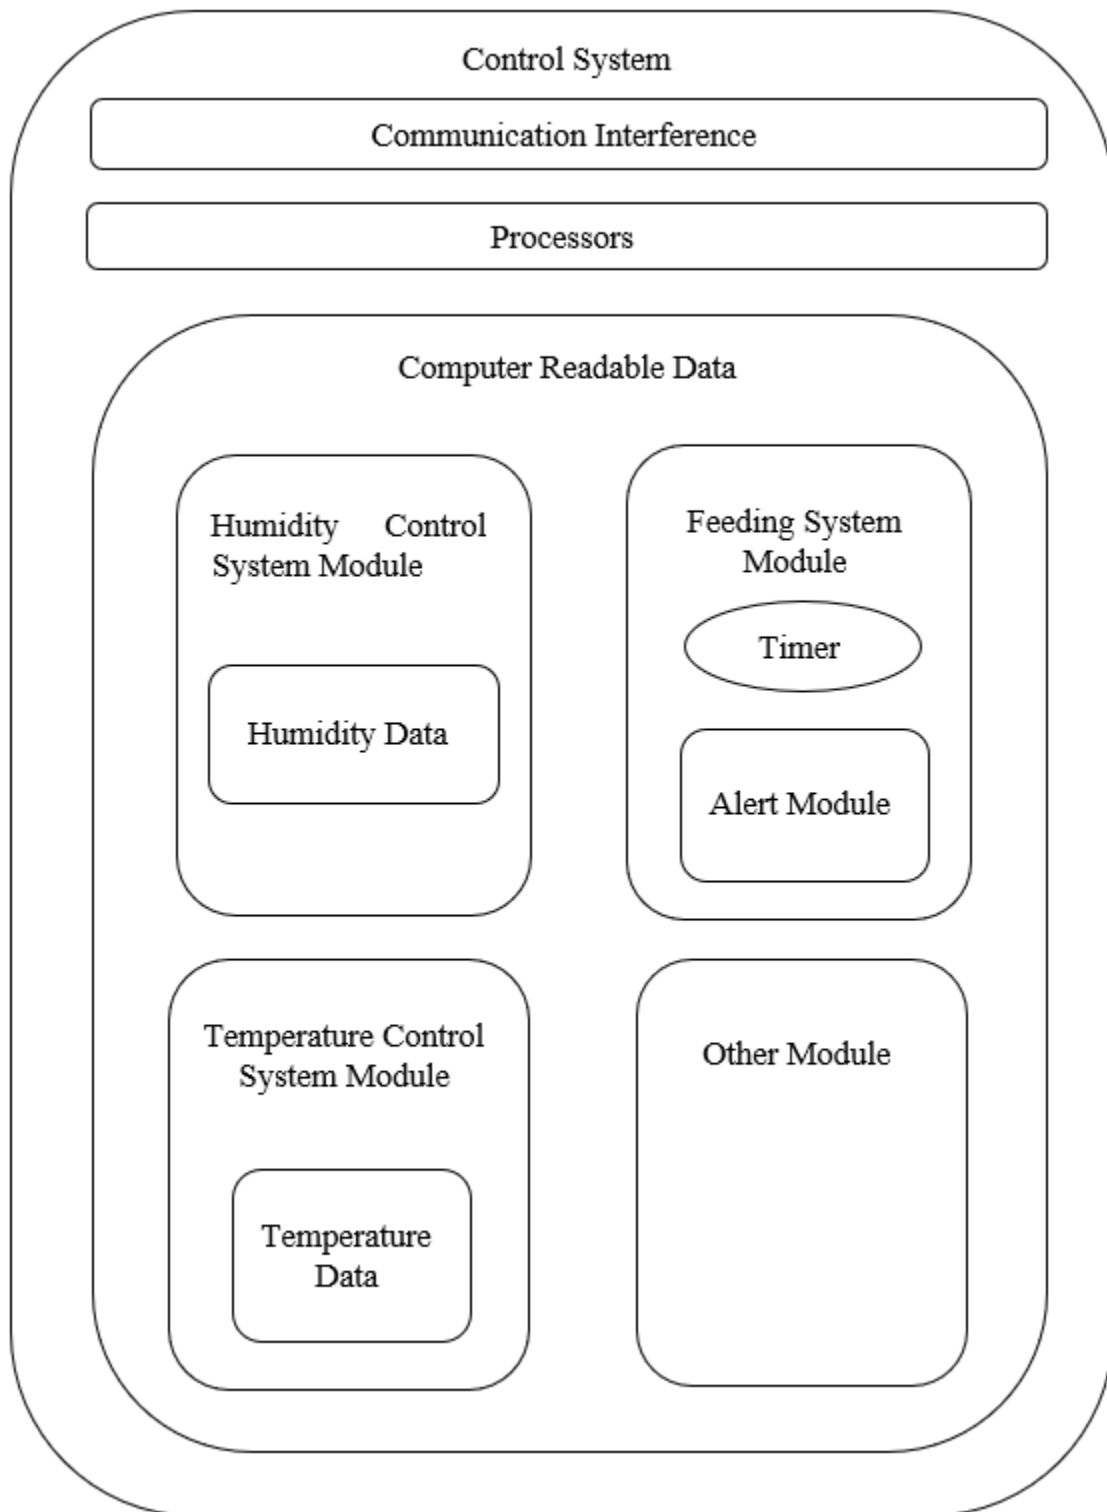 Control System
Communication Interference
Processors
Computer Readable Data
Humidity Control
System Module
Humidity Data
Feeding System
Module
Timer
Alert Module
Temperature Control
System Module
Temperature
Data
Other Module